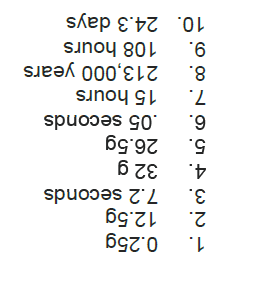 1. 0.25g
2. 12.5g
3. 7.2 seconds
4. 32 g
5. 26.5g
6. .05 seconds
7. 15 hours
8. 213,000 years
9. 108 hours
10. 24.3 days